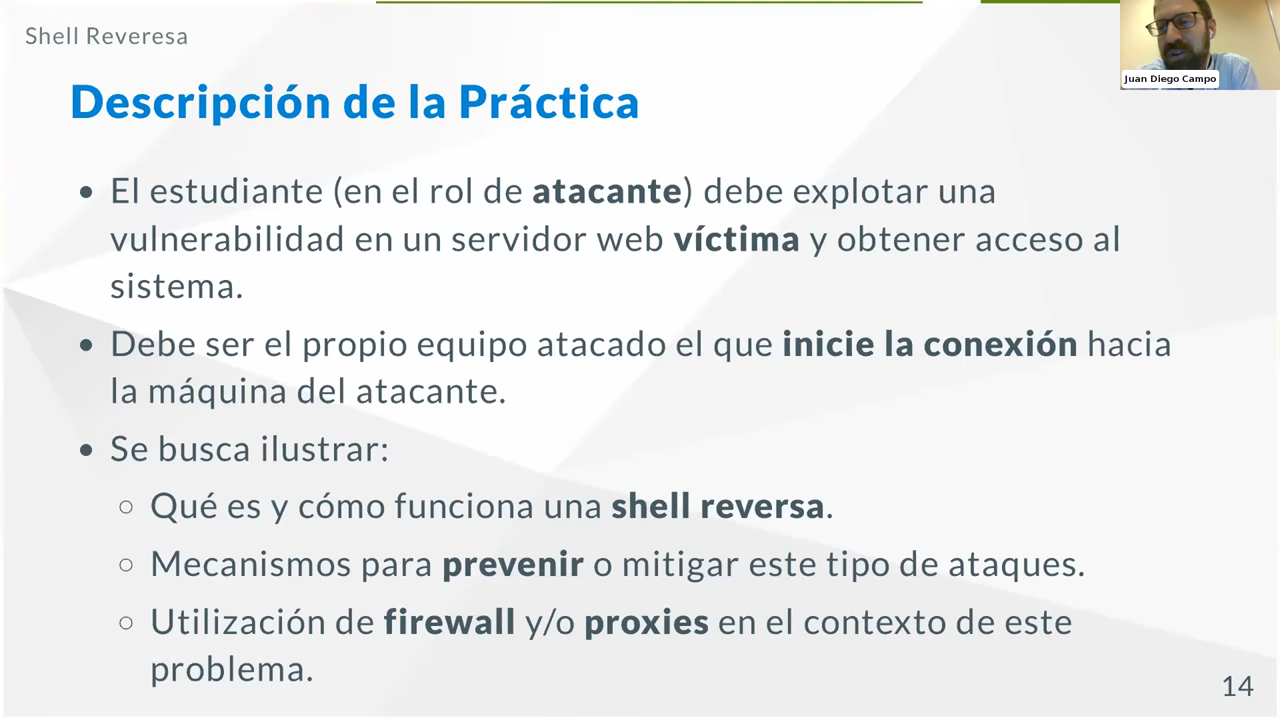 Shell Reveresa
Juan Diego Campo
Descripción de la Práctica
• El estudiante (en el rol de atacante) debe explotar una
vulnerabilidad en un servidor web víctima y obtener acceso al
sistema.
• Debe ser el propio equipo atacado el que inicie la conexión hacia
la máquina del atacante.
• Se busca ilustrar:
○ Qué es y cómo funciona una shell reversa.
○ Mecanismos para prevenir o mitigar este tipo de ataques.
○ Utilización de firewall y/o proxies en el contexto de este
problema.
14